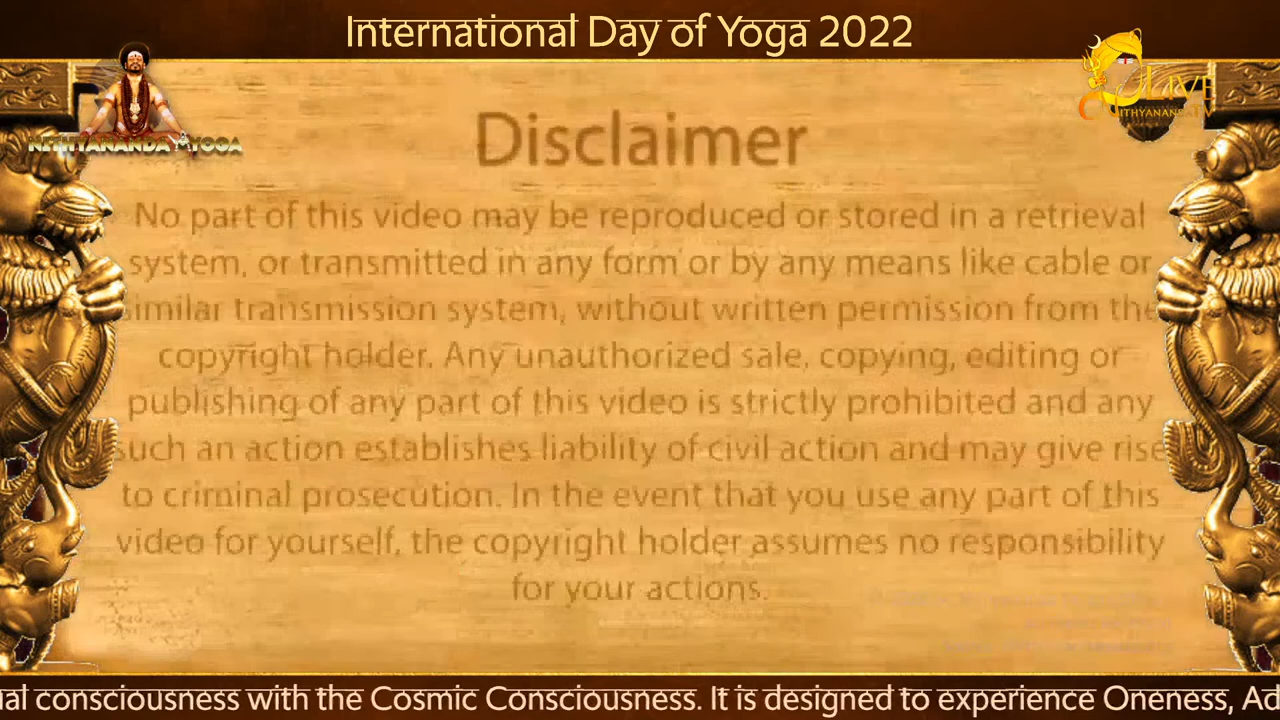 International Day of Yoga 2022
NITHYANANDA YOGA
LIVE
NITHYANANDA TV
Disclaimer
No part of this video may be reproduced or stored in a retrieval
system, or transmitted in any form or by any means like cable or
similar transmission system, without written permission from the
copyright holder. Any unauthorized sale, copying, editing or
publishing of any part of this video is strictly prohibited and any
such an action establishes liability of civil action and may give rise
to criminal prosecution. In the event that you use any part of this
video for yourself, the copyright holder assumes no responsibility
for your actions.
ual consciousness with the Cosmic Consciousness. It is designed to experience Oneness, Ad